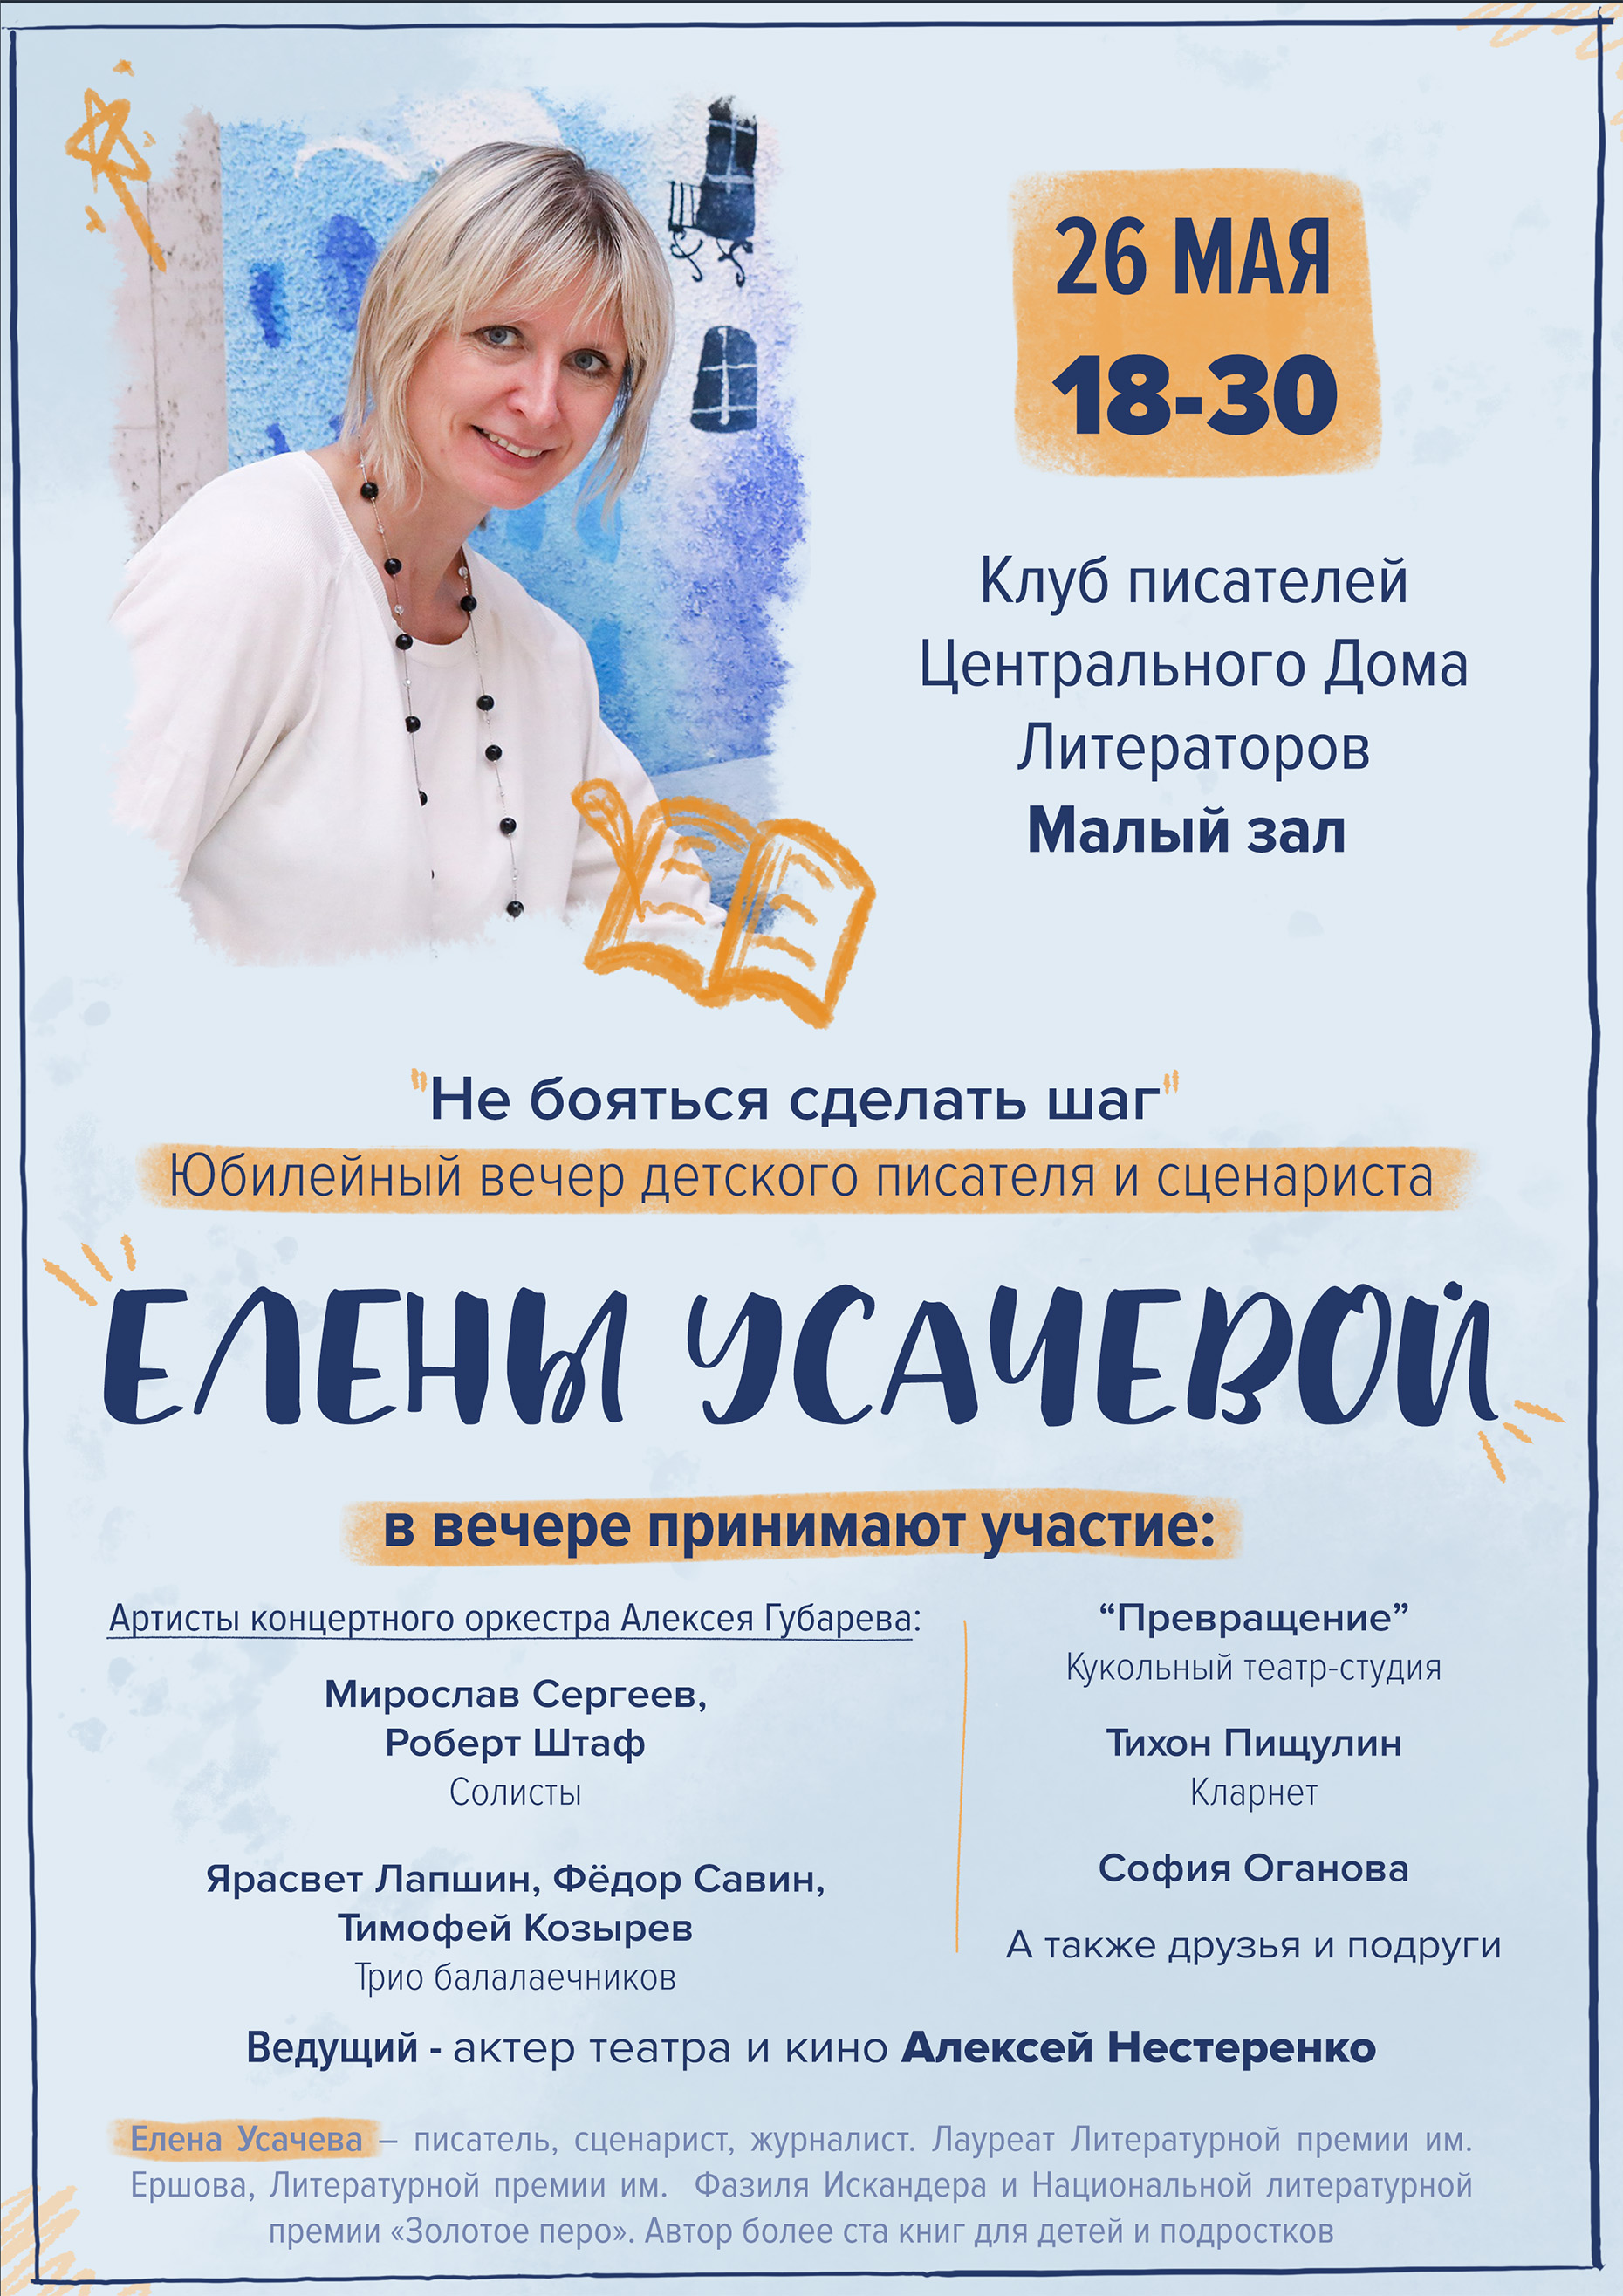 26 МАЯ
18-30
Клуб писателей
Центрального Дома
Литераторов
Малый зал
"Не бояться сделать шаг"
Юбилейный вечер детского писателя и сценариста
ЕЛЕНЫ УСАЧЕВОЙ
в вечере принимают участие:
Артисты концертного оркестра Алексея Губарева:
Мирослав Сергеев,
Роберт Штаф
Солисты
Ярасвет Лапшин, Фёдор Савин,
Тимофей Козырев
Трио балалаечников
“Превращение”
Кукольный театр-студия
Тихон Пищулин
Кларнет
София Оганова
А также друзья и подруги
Ведущий - актер театра и кино Алексей Нестеренко
Елена Усачева – писатель, сценарист, журналист. Лауреат Литературной премии им.
Ершова, Литературной премии им. Фазиля Искандера и Национальной литературной
премии «Золотое перо». Автор более ста книг для детей и подростков